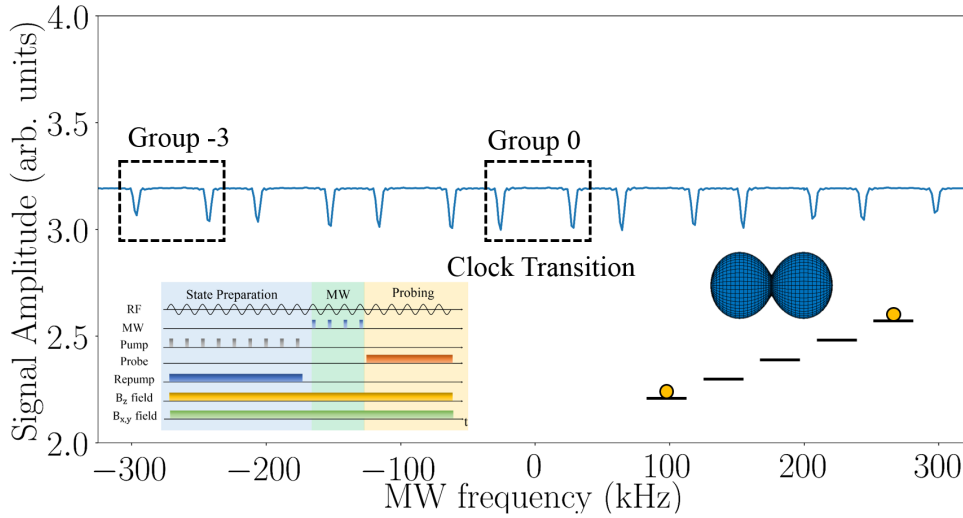 Signal Amplitude (arb. units)
4.0
3.5
3.0
2.5
2.0
Group -3
Group 0
Clock Transition
State Preparation
MW
Probing
RF
MW
Pump
Probe
Repump
Bz field
Bx,y field
t
−300
−200
−100
0
100
200
300
MW frequency (kHz)